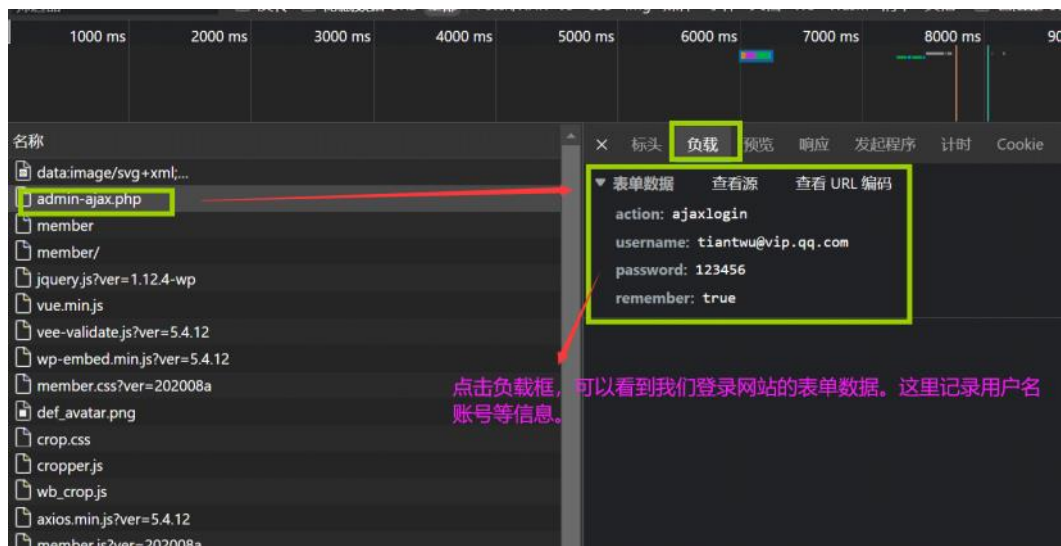 1000 ms 2000 ms 3000 ms 4000 ms 5000 ms 6000 ms 7000 ms 8000 ms 90
名称
data:image/svg+xml;...
admin-ajax.php
member
member/
jquery.js?ver=1.12.4-wp
vue.min.js
vee-validate.js?ver=5.4.12
wp-embed.min.js?ver=5.4.12
member.css?ver=202008a
def_avatar.png
crop.css
cropper.js
wb_crop.js
axios.min.js?ver=5.4.12
member.js?ver=202008a
× 标头 负载 预览 响应 发起程序 计时 Cookie
▼ 表单数据 查看源 查看 URL 编码
action: ajaxlogin
username: tiantwu@vip.qq.com
password: 123456
remember: true
点击负载框，可以看到我们登录网站的表单数据。这里记录用户名
账号等信息。